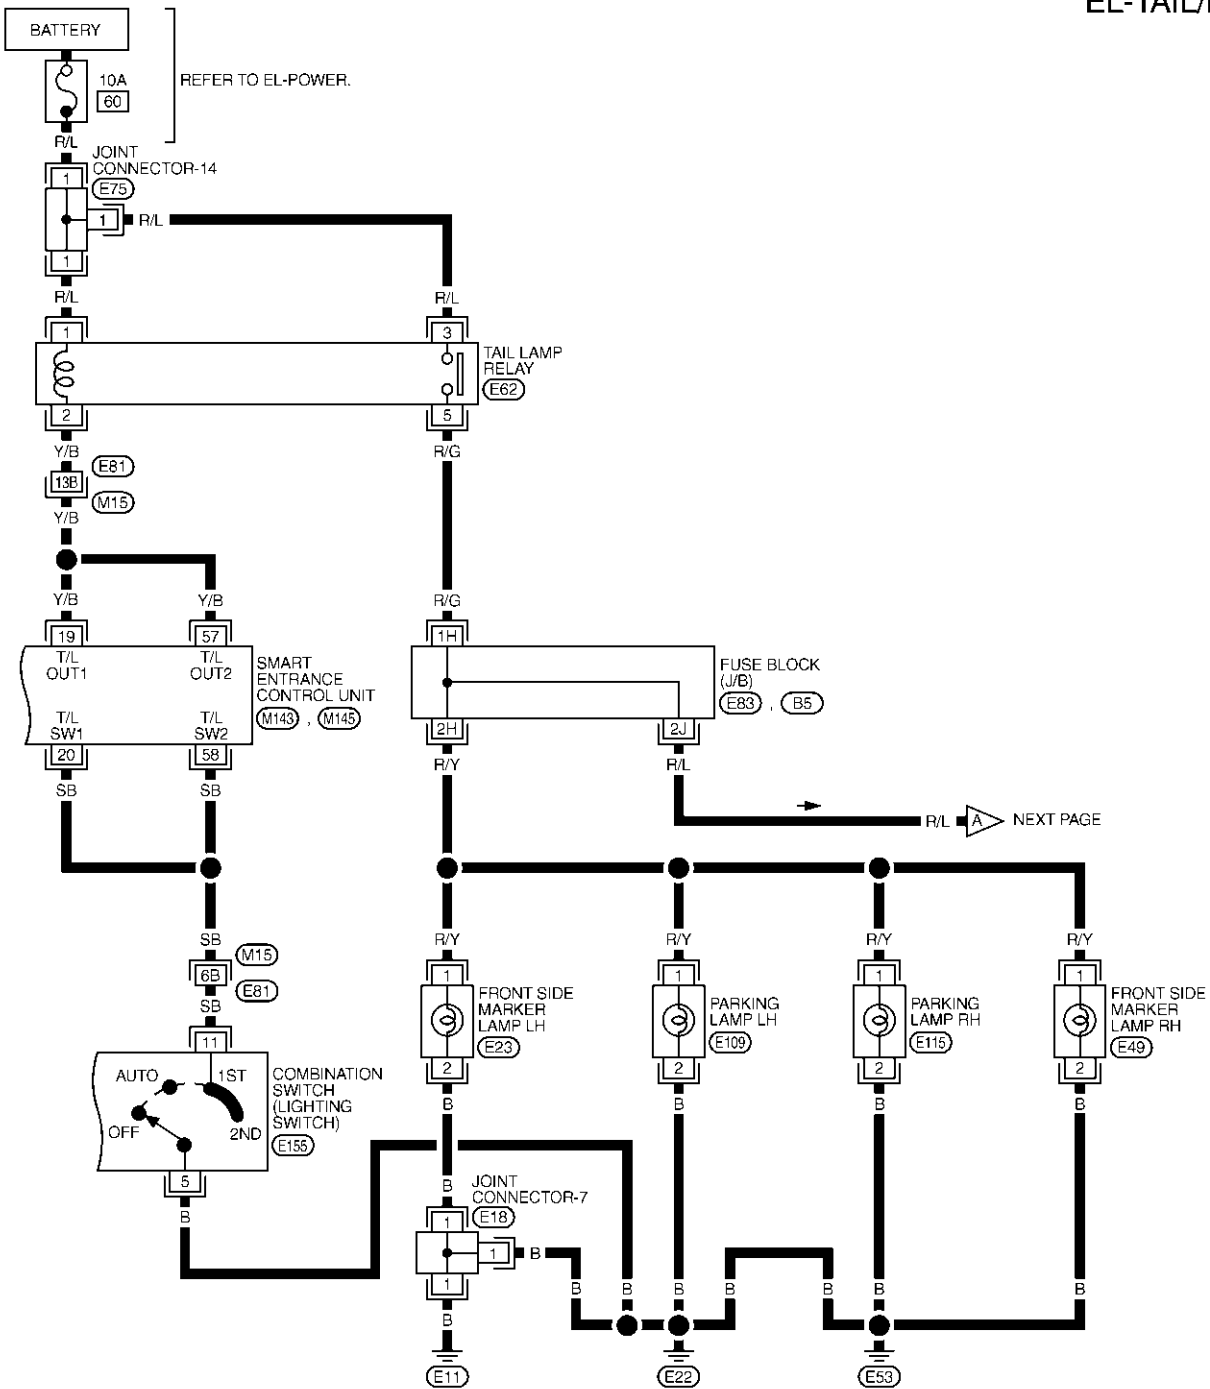 EL-TAIL/
BATTERY
10A
60
REFER TO EL-POWER.
R/L
JOINT
CONNECTOR-14
E75
1
1
R/L
1
R/L
R/L
1
3
TAIL LAMP
RELAY
E62
2
5
Y/B
R/G
E81
13B
M15
Y/B
Y/B
Y/B
R/G
19
57
1H
T/L
OUT1
T/L
OUT2
SMART
ENTRANCE
CONTROL UNIT
M143 , M145
FUSE BLOCK
(J/B)
E83 , B5
T/L
SW1
T/L
SW2
20
58
2H
2J
SB
SB
R/Y
R/L
R/L
A
NEXT PAGE
SB
M15
R/Y
R/Y
R/Y
R/Y
6B
E81
SB
1
1
1
1
FRONT SIDE
MARKER
LAMP LH
E23
PARKING
LAMP LH
E109
PARKING
LAMP RH
E115
FRONT SIDE
MARKER
LAMP RH
E49
11
2
2
2
2
AUTO
1ST
OFF
2ND
COMBINATION
SWITCH
(LIGHTING
SWITCH)
E155
B
B
B
B
5
B
B
JOINT
CONNECTOR-7
E18
1
1
B
1
B
B
B
B
B
B
B
B
E11
E22
E53